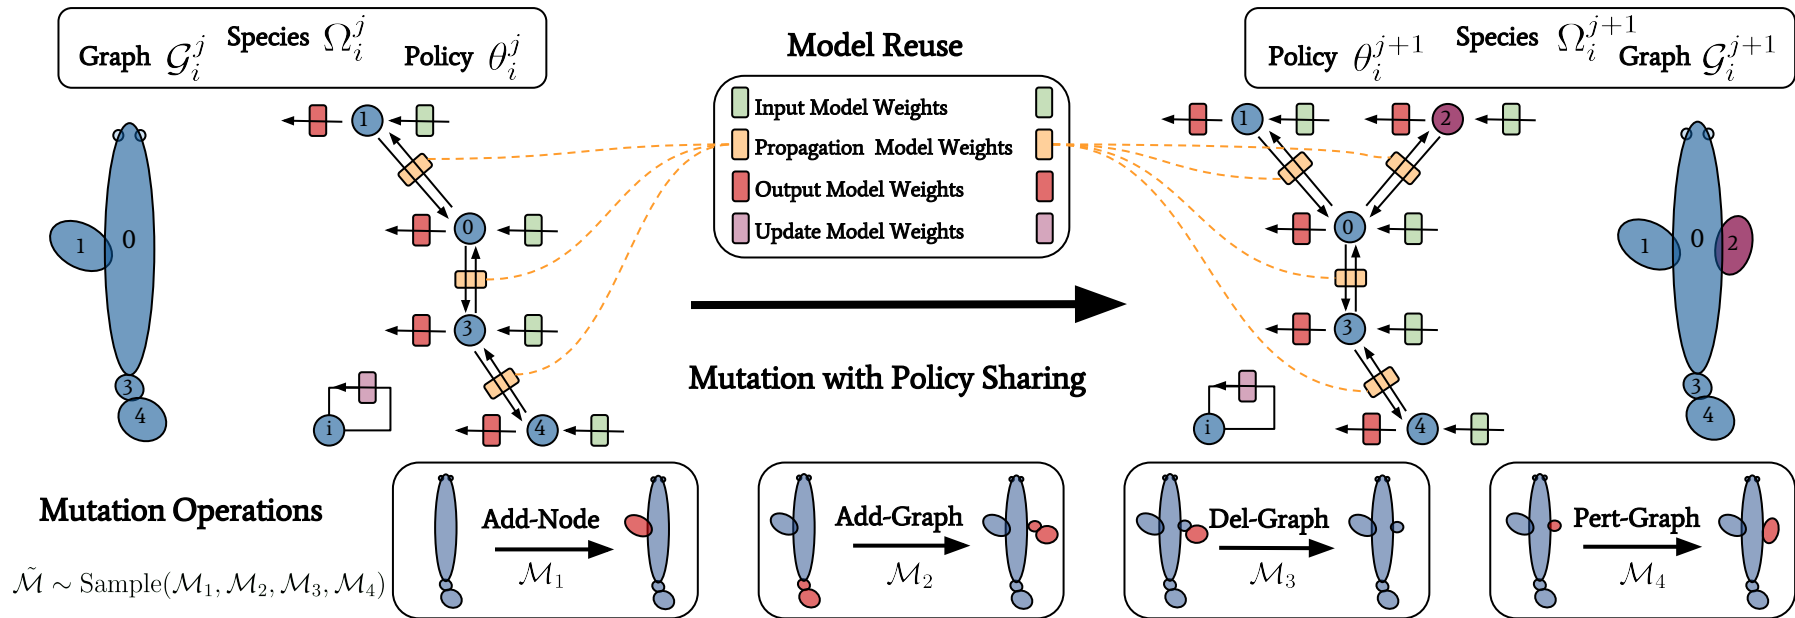 Graph $\mathcal{G}_i^j$ Species $\Omega_i^j$ Policy $\theta_i^j$
Model Reuse
Policy $\theta_i^{j+1}$ Species $\Omega_i^{j+1}$ Graph $\mathcal{G}_i^{j+1}$
Input Model Weights
Propagation Model Weights
Output Model Weights
Update Model Weights
1
0
3
4
1
0
3
4
i
Mutation with Policy Sharing
1
2
0
3
4
i
1
0
2
3
4
Mutation Operations
$\tilde{\mathcal{M}} \sim \text{Sample}(\mathcal{M}_1, \mathcal{M}_2, \mathcal{M}_3, \mathcal{M}_4)$
Add-Node
$\mathcal{M}_1$
Add-Graph
$\mathcal{M}_2$
Del-Graph
$\mathcal{M}_3$
Pert-Graph
$\mathcal{M}_4$